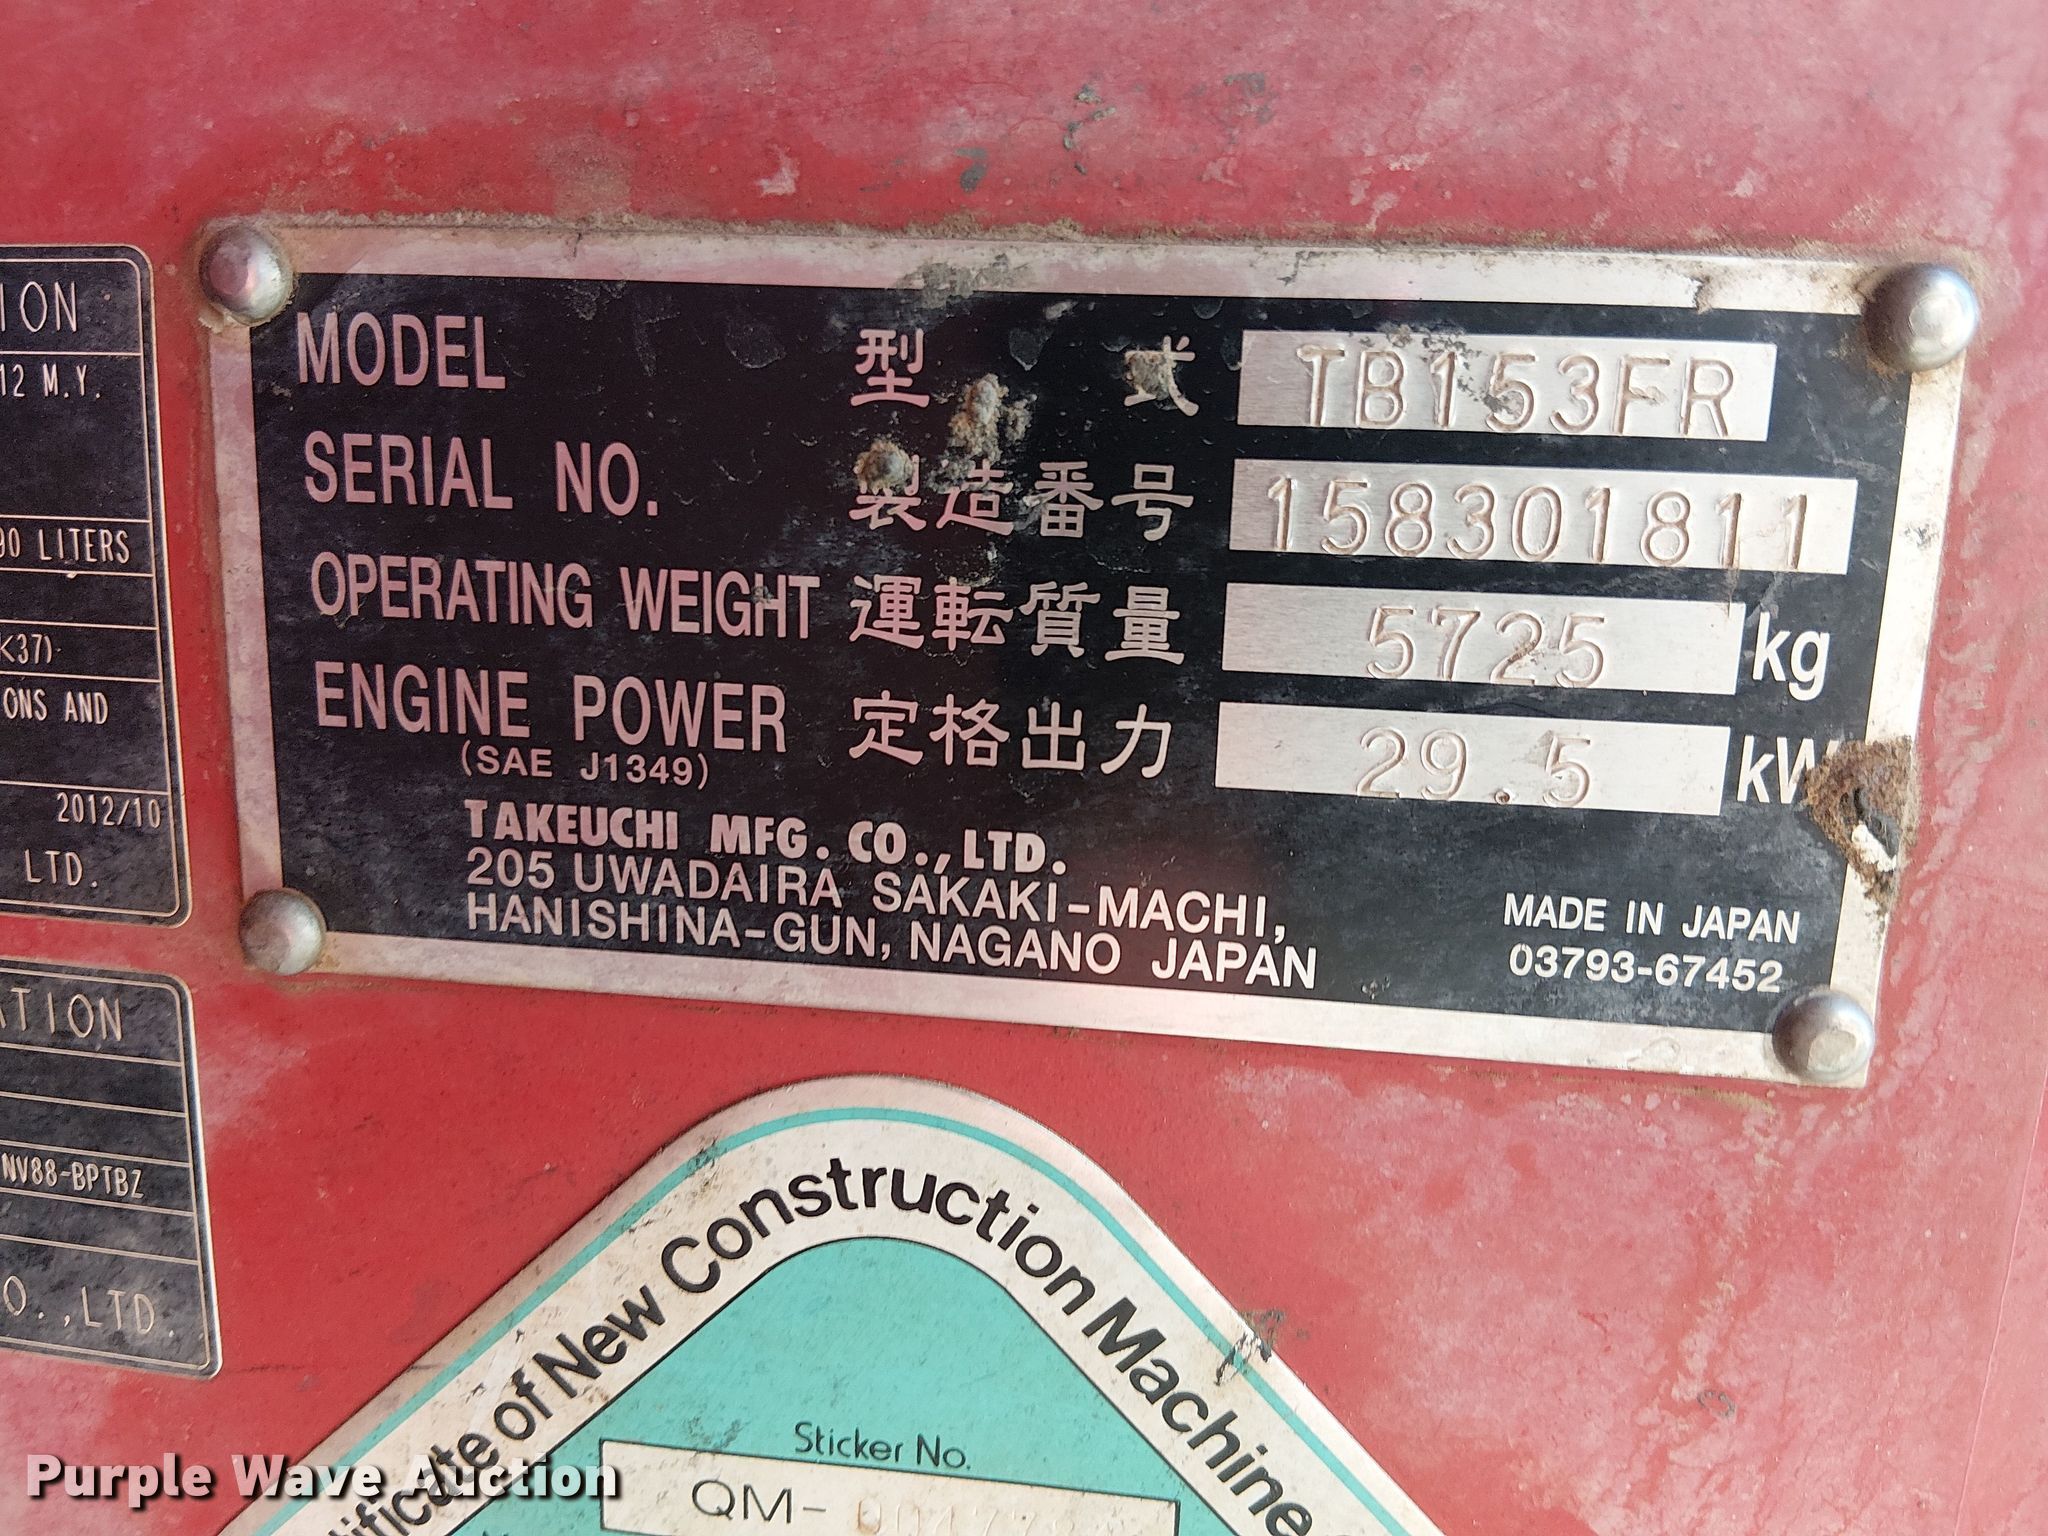 ION
12 M.Y.
90 LITERS
K37)
ONS AND
2012/10
LTD.
ATION
NV88-BPTBZ
O.,LTD.
MODEL 型式 TB153FR
SERIAL NO. 製造番号 158301811
OPERATING WEIGHT 運転質量 5725 kg
ENGINE POWER 定格出力 29.5 kW
(SAE J1349)
TAKEUCHI MFG. CO.,LTD.
205 UWADAIRA SAKAKI-MACHI,
HANISHINA-GUN, NAGANO JAPAN
MADE IN JAPAN
03793-67452
tificate of New Construction Machine
Sticker No.
QM-
Purple Wave Auction